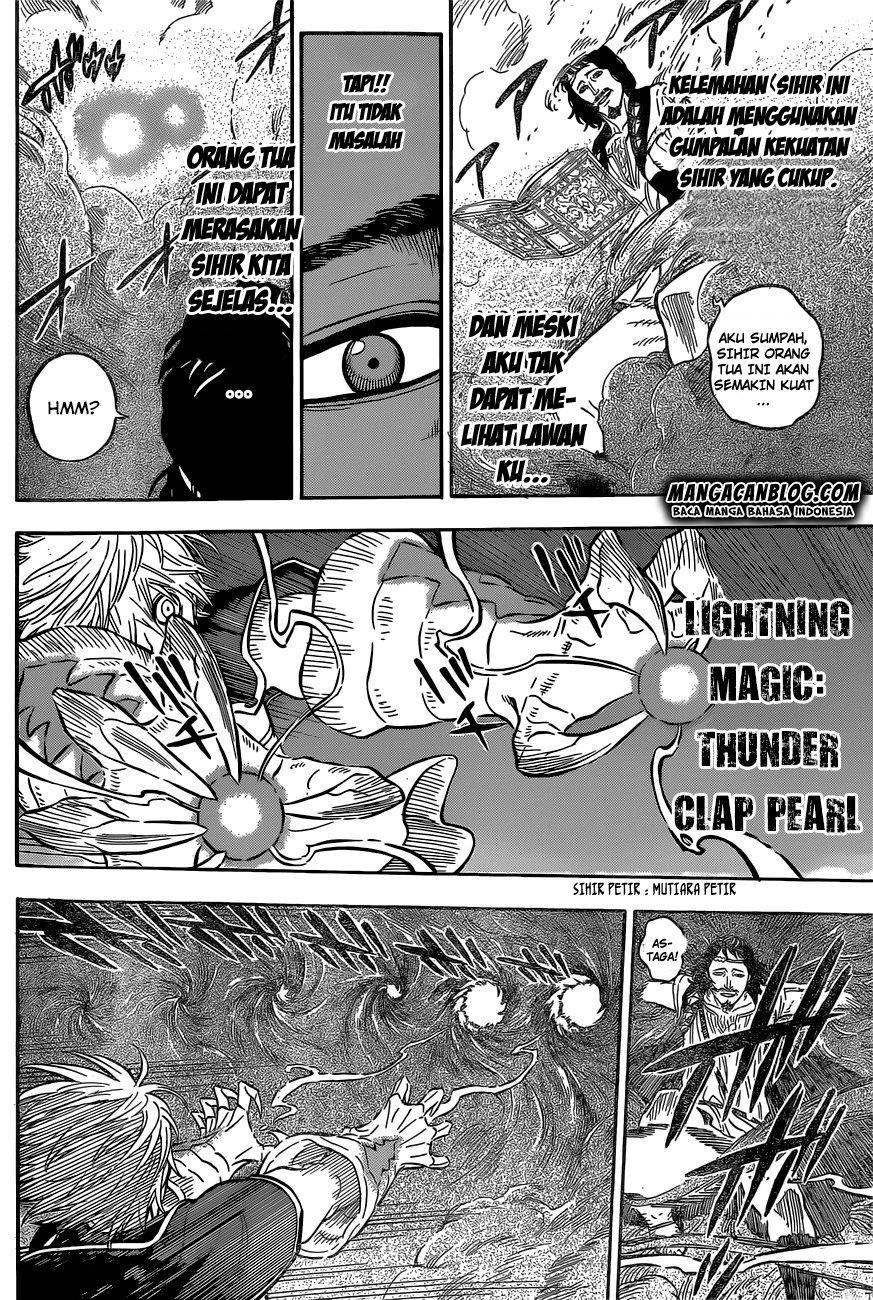 KELEMAHAN SIHIR INI
ADALAH MENGGUNAKAN
GUMPALAN KEKUATAN
SIHIR YANG CUKUP.
AKU SUMPAH,
SIHIR ORANG
TUA INI AKAN
SEMAKIN KUAT
...
DAN MESKI
AKU TAK
DAPAT ME-
LIHAT LAWAN
KU...
TAPI!!
ITU TIDAK
MASALAH
ORANG TUA
INI DAPAT
MERASAKAN
SIHIR KITA
SEJELAS...
...
HMM?
MANGACANBLOG.COM
BACA MANGA BAHASA INDONESIA
LIGHTNING
MAGIC:
THUNDER
CLAP PEARL
SIHIR PETIR : MUTIARA PETIR
AS-
TAGA!